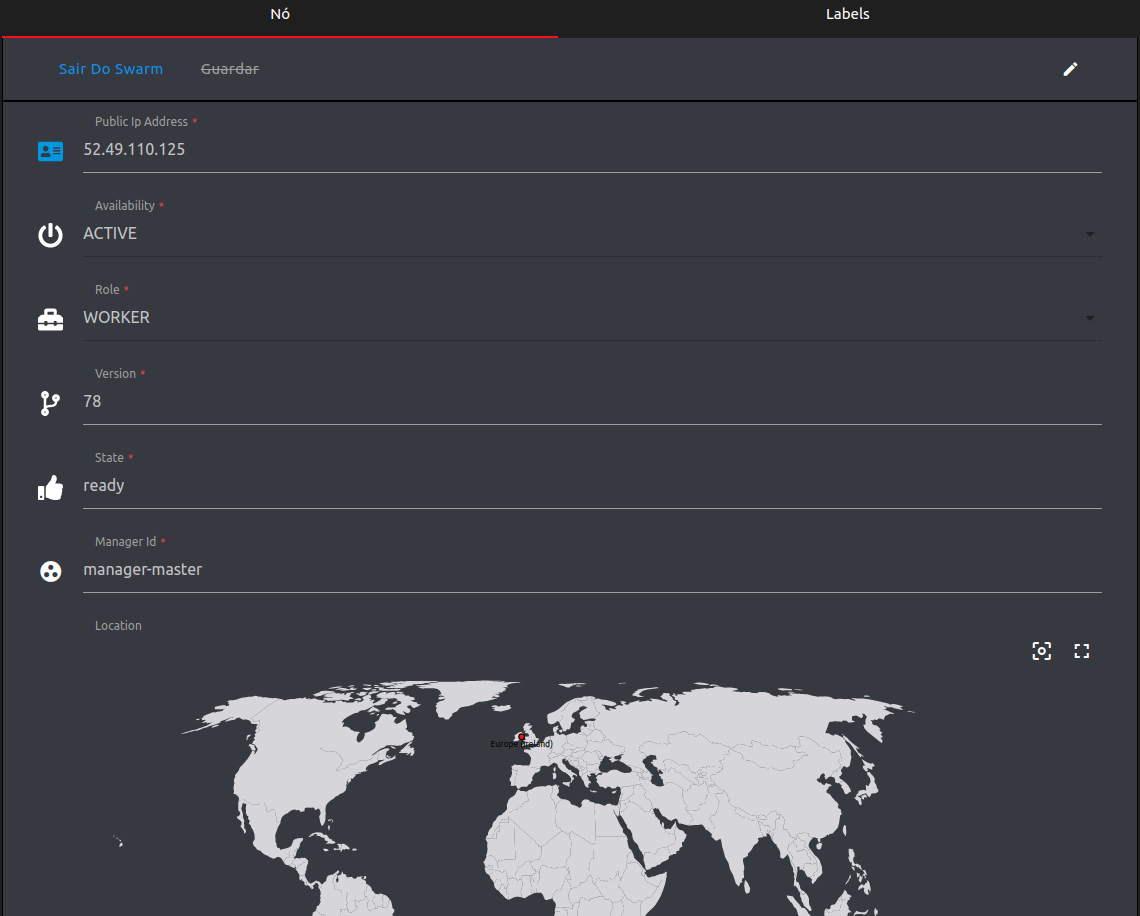 Nó
Labels
Sair Do Swarm
Guardar
Public Ip Address *
52.49.110.125
Availability *
ACTIVE
Role *
WORKER
Version *
78
State *
ready
Manager Id *
manager-master
Location
Europe (Ireland)